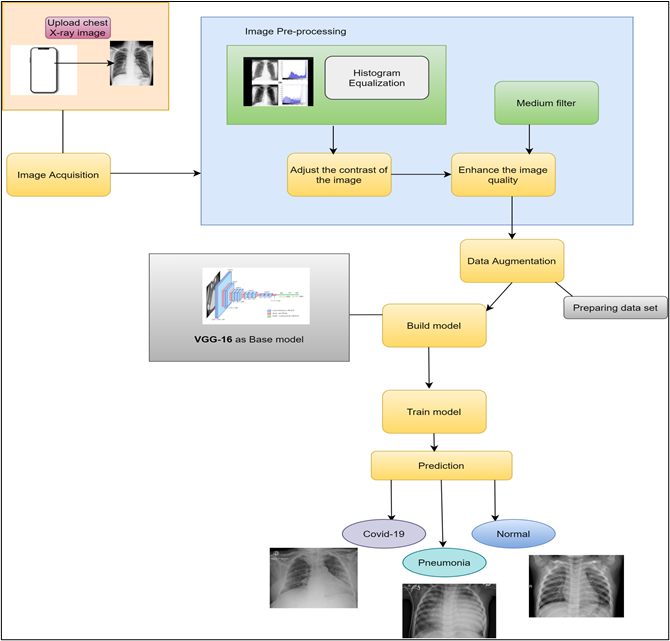 Upload chest
X-ray image
Image Pre-processing
Histogram
Equalization
Medium filter
Image Acquisition
Adjust the contrast of
the image
Enhance the image
quality
Data Augmentation
Preparing data set
VGG-16 as Base model
Build model
Train model
Prediction
Covid-19
Normal
Pneumonia